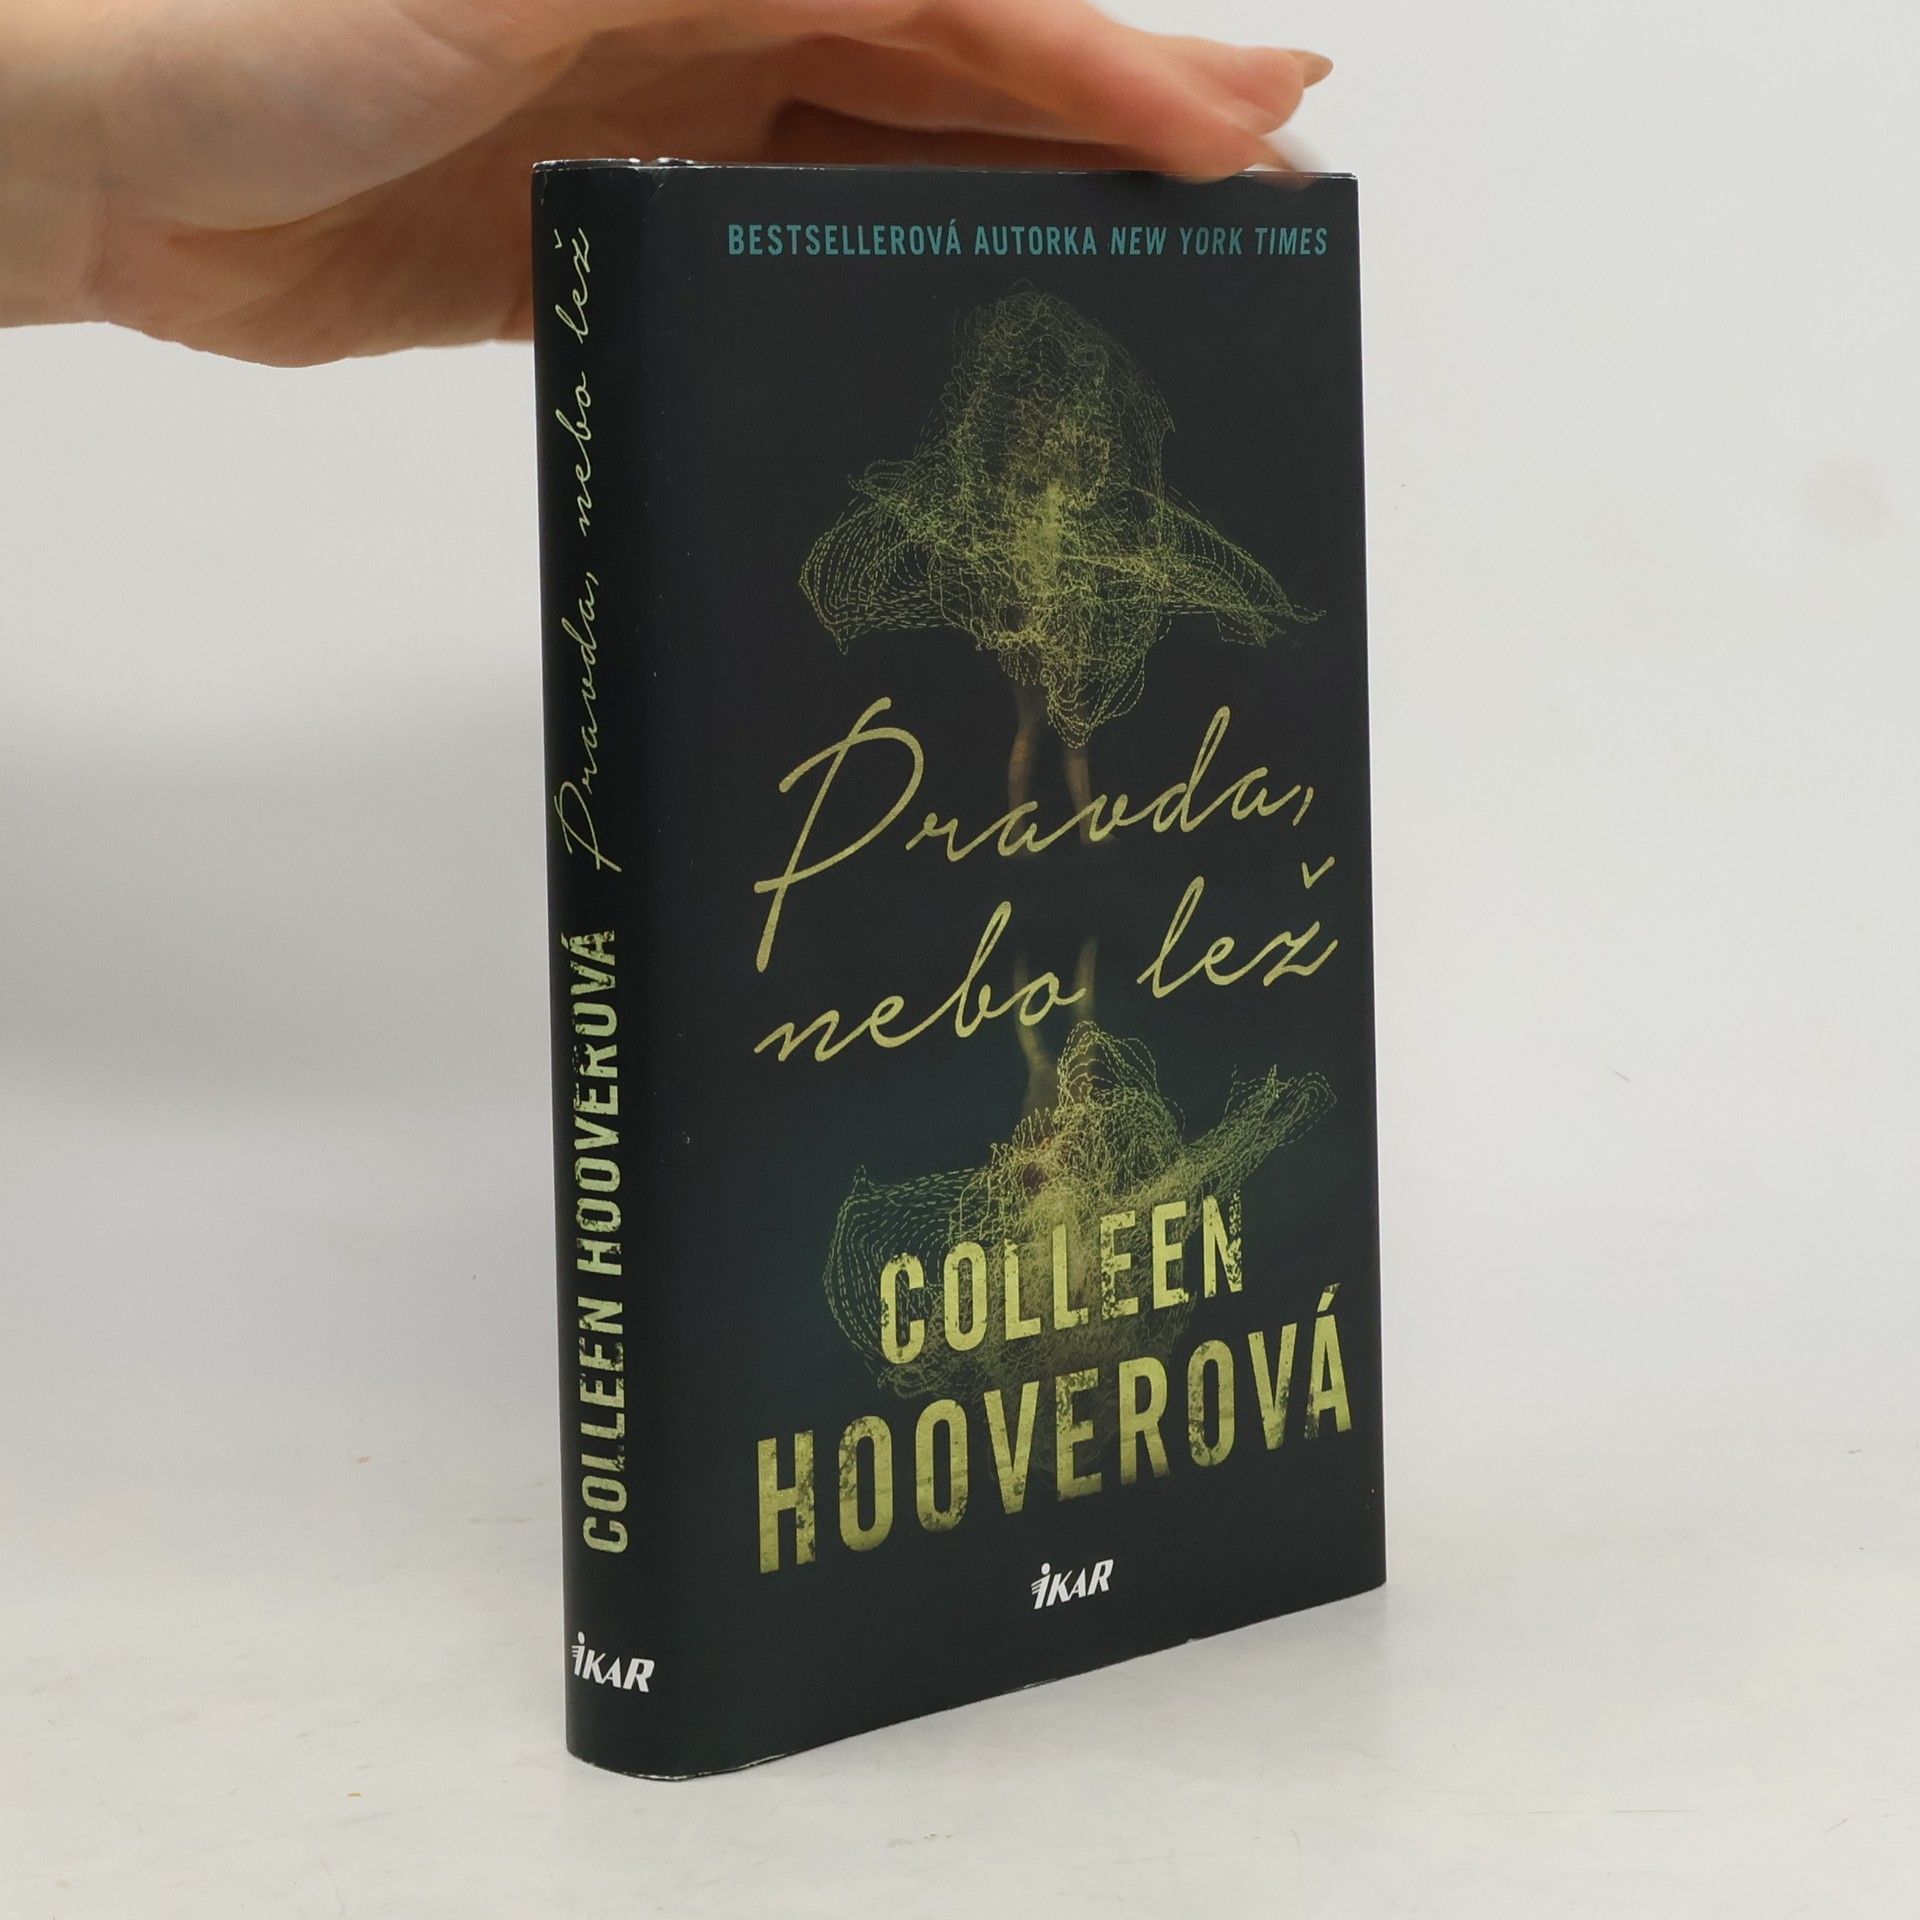 BESTSELLEROVÁ AUTORKA NEW YORK TIMES
Pravda,
nebo lež
COLLEEN
HOOVEROVÁ
IKAR
COLLEEN HOOVEROVÁ Pravda, nebo lež
IKAR